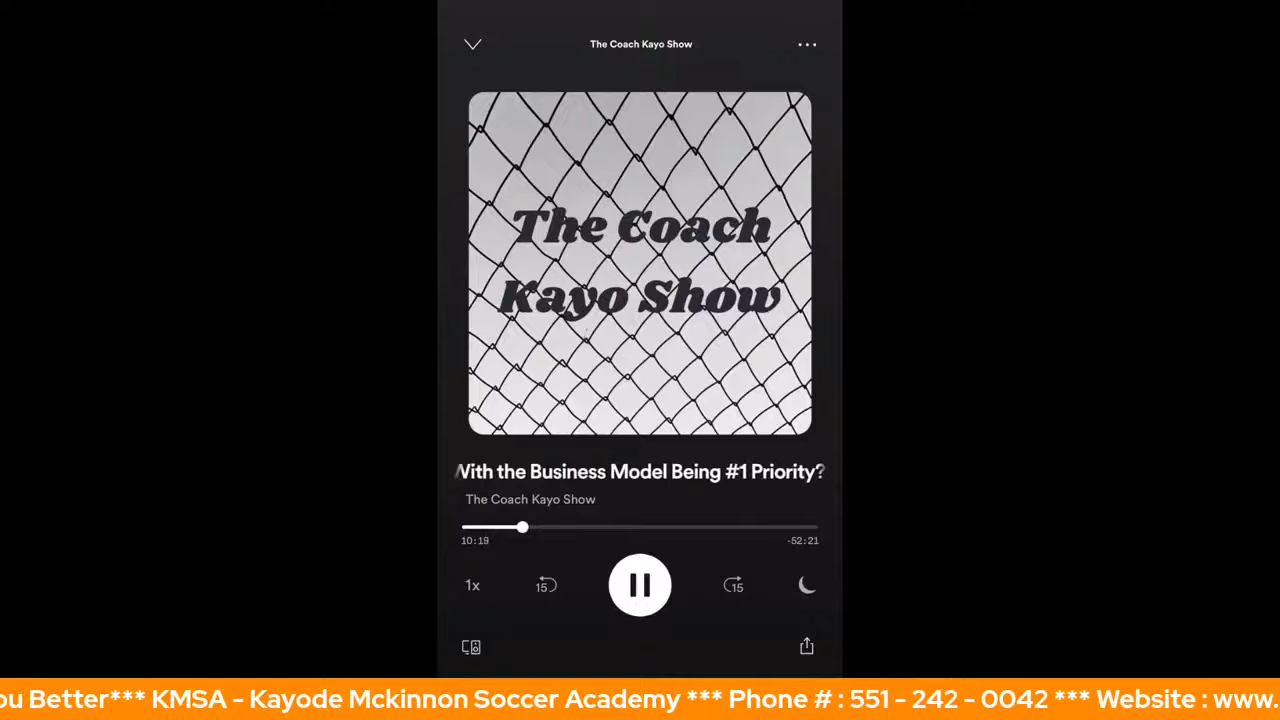 The Coach Kayo Show
The Coach
Kayo Show
With the Business Model Being #1 Priority?
The Coach Kayo Show
10:19 -52:21
1x 15 15
ou Better*** KMSA - Kayode Mckinnon Soccer Academy *** Phone # : 551 - 242 - 0042 *** Website : www.